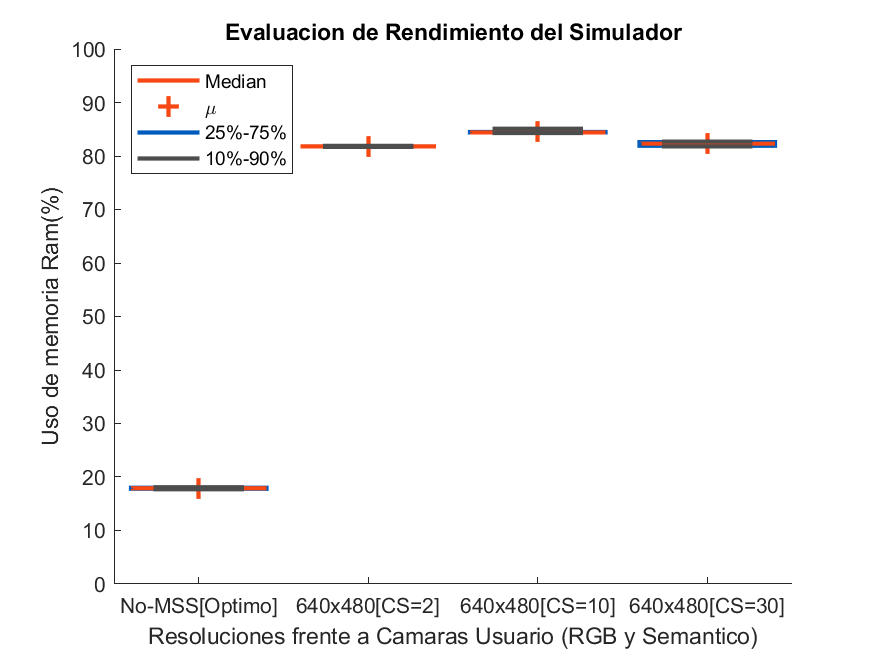 Evaluacion de Rendimiento del Simulador
Median
μ
25%-75%
10%-90%
Uso de memoria Ram(%)
100
90
80
70
60
50
40
30
20
10
0
No-MSS[Optimo] 640x480[CS=2] 640x480[CS=10] 640x480[CS=30]
Resoluciones frente a Camaras Usuario (RGB y Semantico)